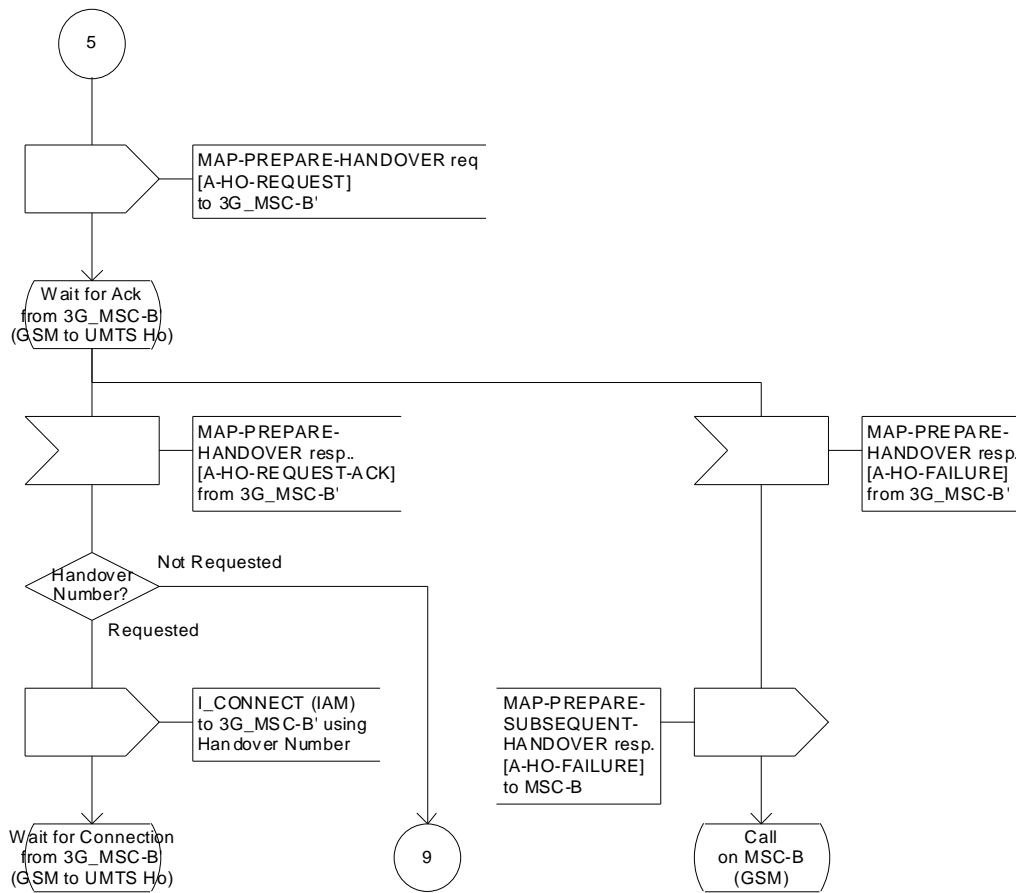 5
MAP-PREPARE-HANDOVER req
[A-HO-REQUEST]
to 3G_MSC-B'
Wait for Ack
from 3G_MSC-B'
(GSM to UMTS Ho)
MAP-PREPARE-
HANDOVER resp..
[A-HO-REQUEST-ACK]
from 3G_MSC-B'
MAP-PREPARE-
HANDOVER resp.
[A-HO-FAILURE]
from 3G_MSC-B'
Handover
Number?
Not Requested
Requested
I_CONNECT (IAM)
to 3G_MSC-B' using
Handover Number
MAP-PREPARE-
SUBSEQUENT-
HANDOVER resp.
[A-HO-FAILURE]
to MSC-B
Wait for Connection
from 3G_MSC-B'
(GSM to UMTS Ho)
9
Call
on MSC-B
(GSM)